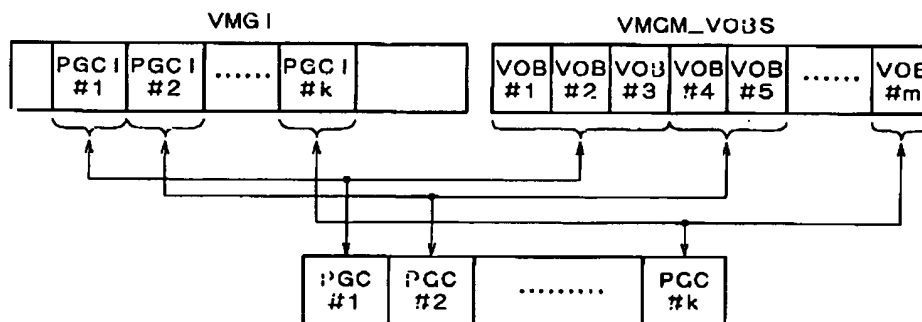 VMGI
VMGM_VOBS
PGCI #1 PGCI #2 ...... PGCI #k
VOB #1 VOB #2 VOB #3 VOB #4 VOB #5 ...... VOB #m
PGC #1 PGC #2 ......... PGC #k